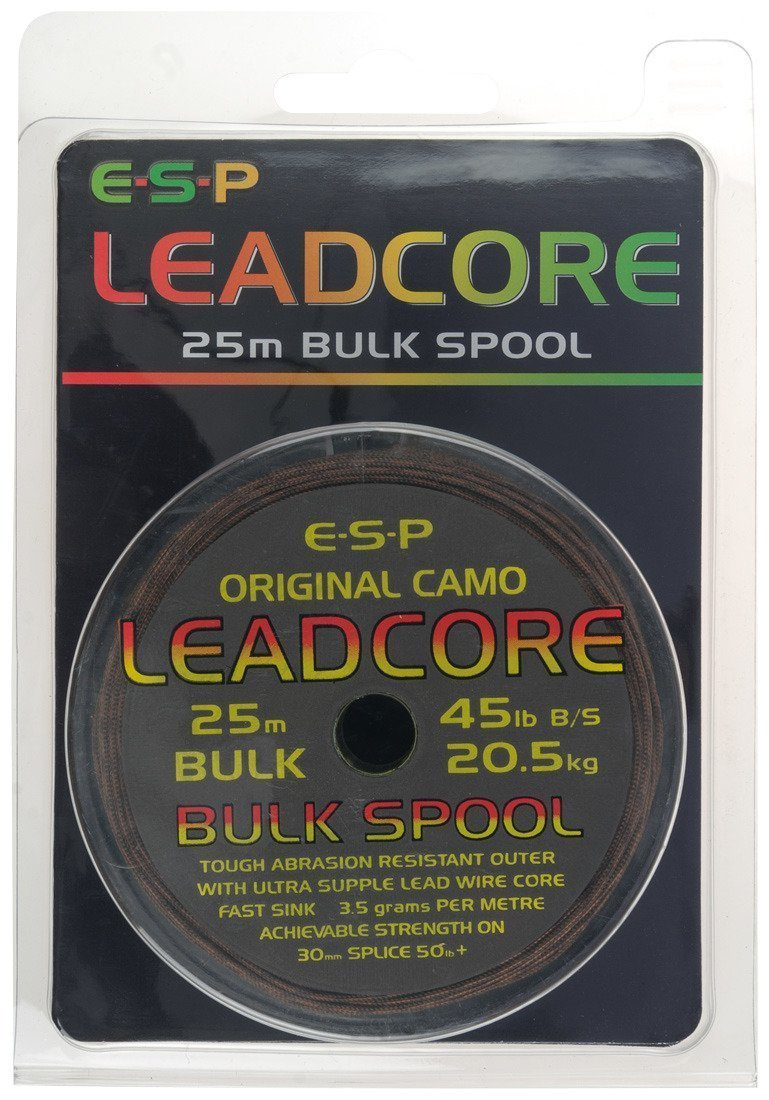 E-S-P
LEADCORE
25m BULK SPOOL
E-S-P
ORIGINAL CAMO
LEADCORE
25m 45lb B/S
BULK 20.5kg
BULK SPOOL
TOUGH ABRASION RESISTANT OUTER
WITH ULTRA SUPPLE LEAD WIRE CORE
FAST SINK 3.5 grams PER METRE
ACHIEVABLE STRENGTH ON
30mm SPLICE 50lb+